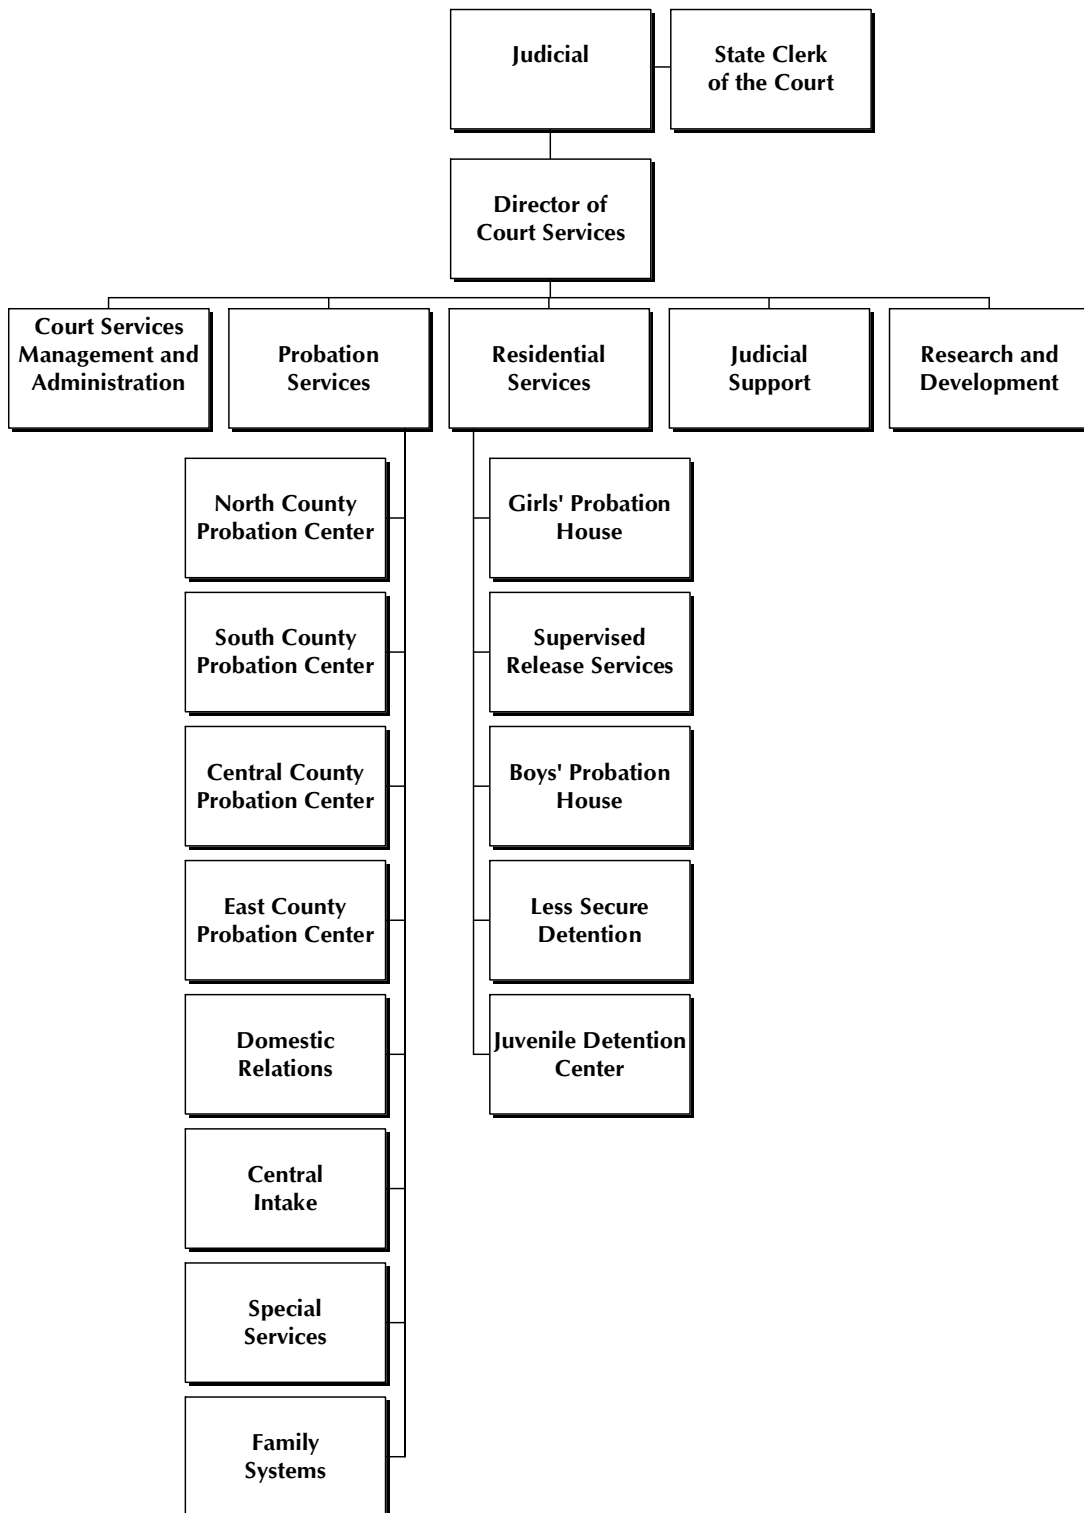 Judicial
State Clerk
of the Court
Director of
Court Services
Court Services
Management and
Administration
Probation
Services
Residential
Services
Judicial
Support
Research and
Development
North County
Probation Center
South County
Probation Center
Central County
Probation Center
East County
Probation Center
Domestic
Relations
Central
Intake
Special
Services
Family
Systems
Girls' Probation
House
Supervised
Release Services
Boys' Probation
House
Less Secure
Detention
Juvenile Detention
Center